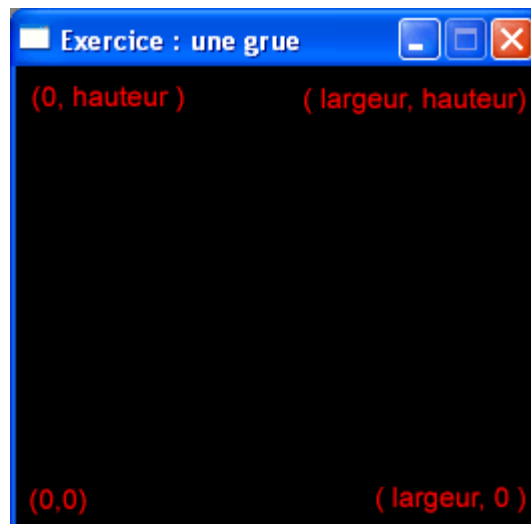 Exercice : une grue
(0, hauteur ) ( largeur, hauteur)
(0,0) ( largeur, 0 )